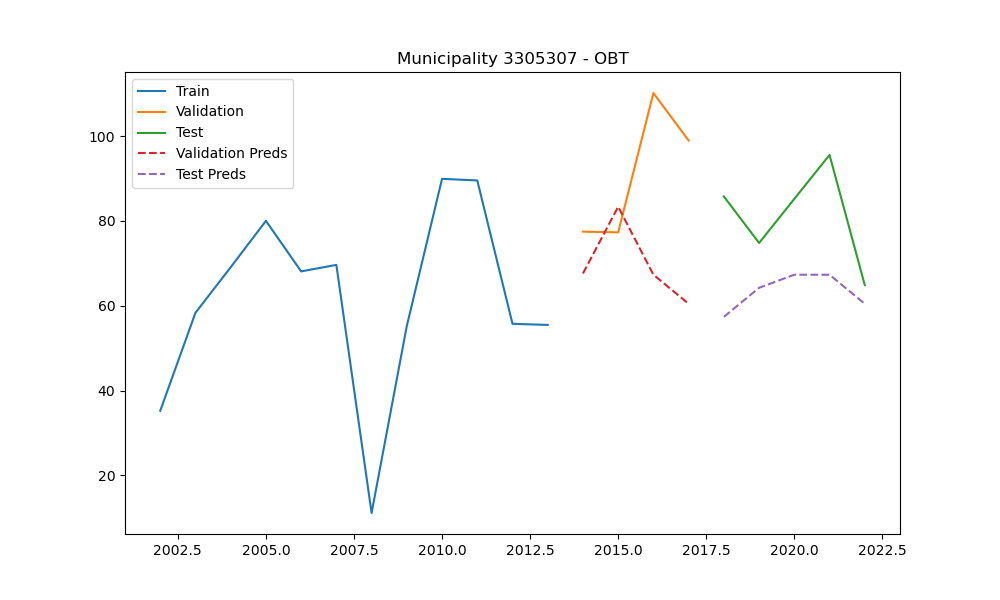 Municipality 3305307 - OBT
Train
Validation
Test
Validation Preds
Test Preds
100
80
60
40
20
2002.5 2005.0 2007.5 2010.0 2012.5 2015.0 2017.5 2020.0 2022.5